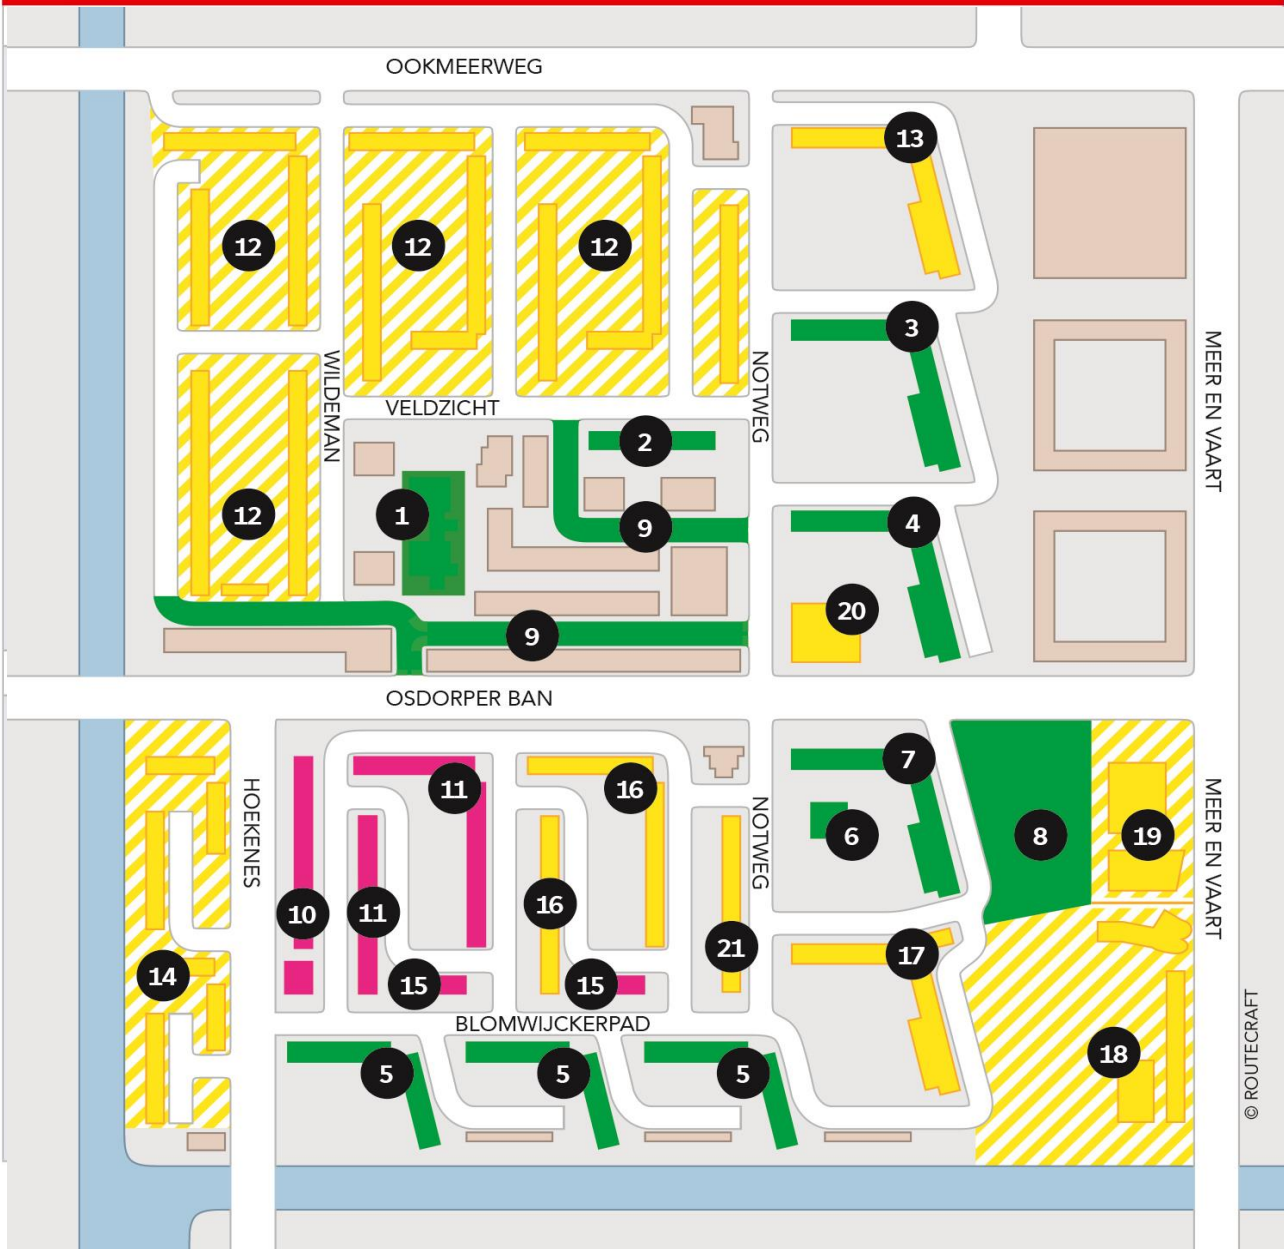 OOKMEERWEG
13
12
12
12
3
WILDEMAN
NOTWEG
MEER EN VAART
VELDZICHT
2
12
1
9
4
20
9
OSDORPER BAN
7
11
16
HOEKENES
NOTWEG
MEER EN VAART
6
8
19
10
11
16
21
17
14
15
15
BLOMWIJCKERPAD
18
5
5
5
© ROUTECRAFT